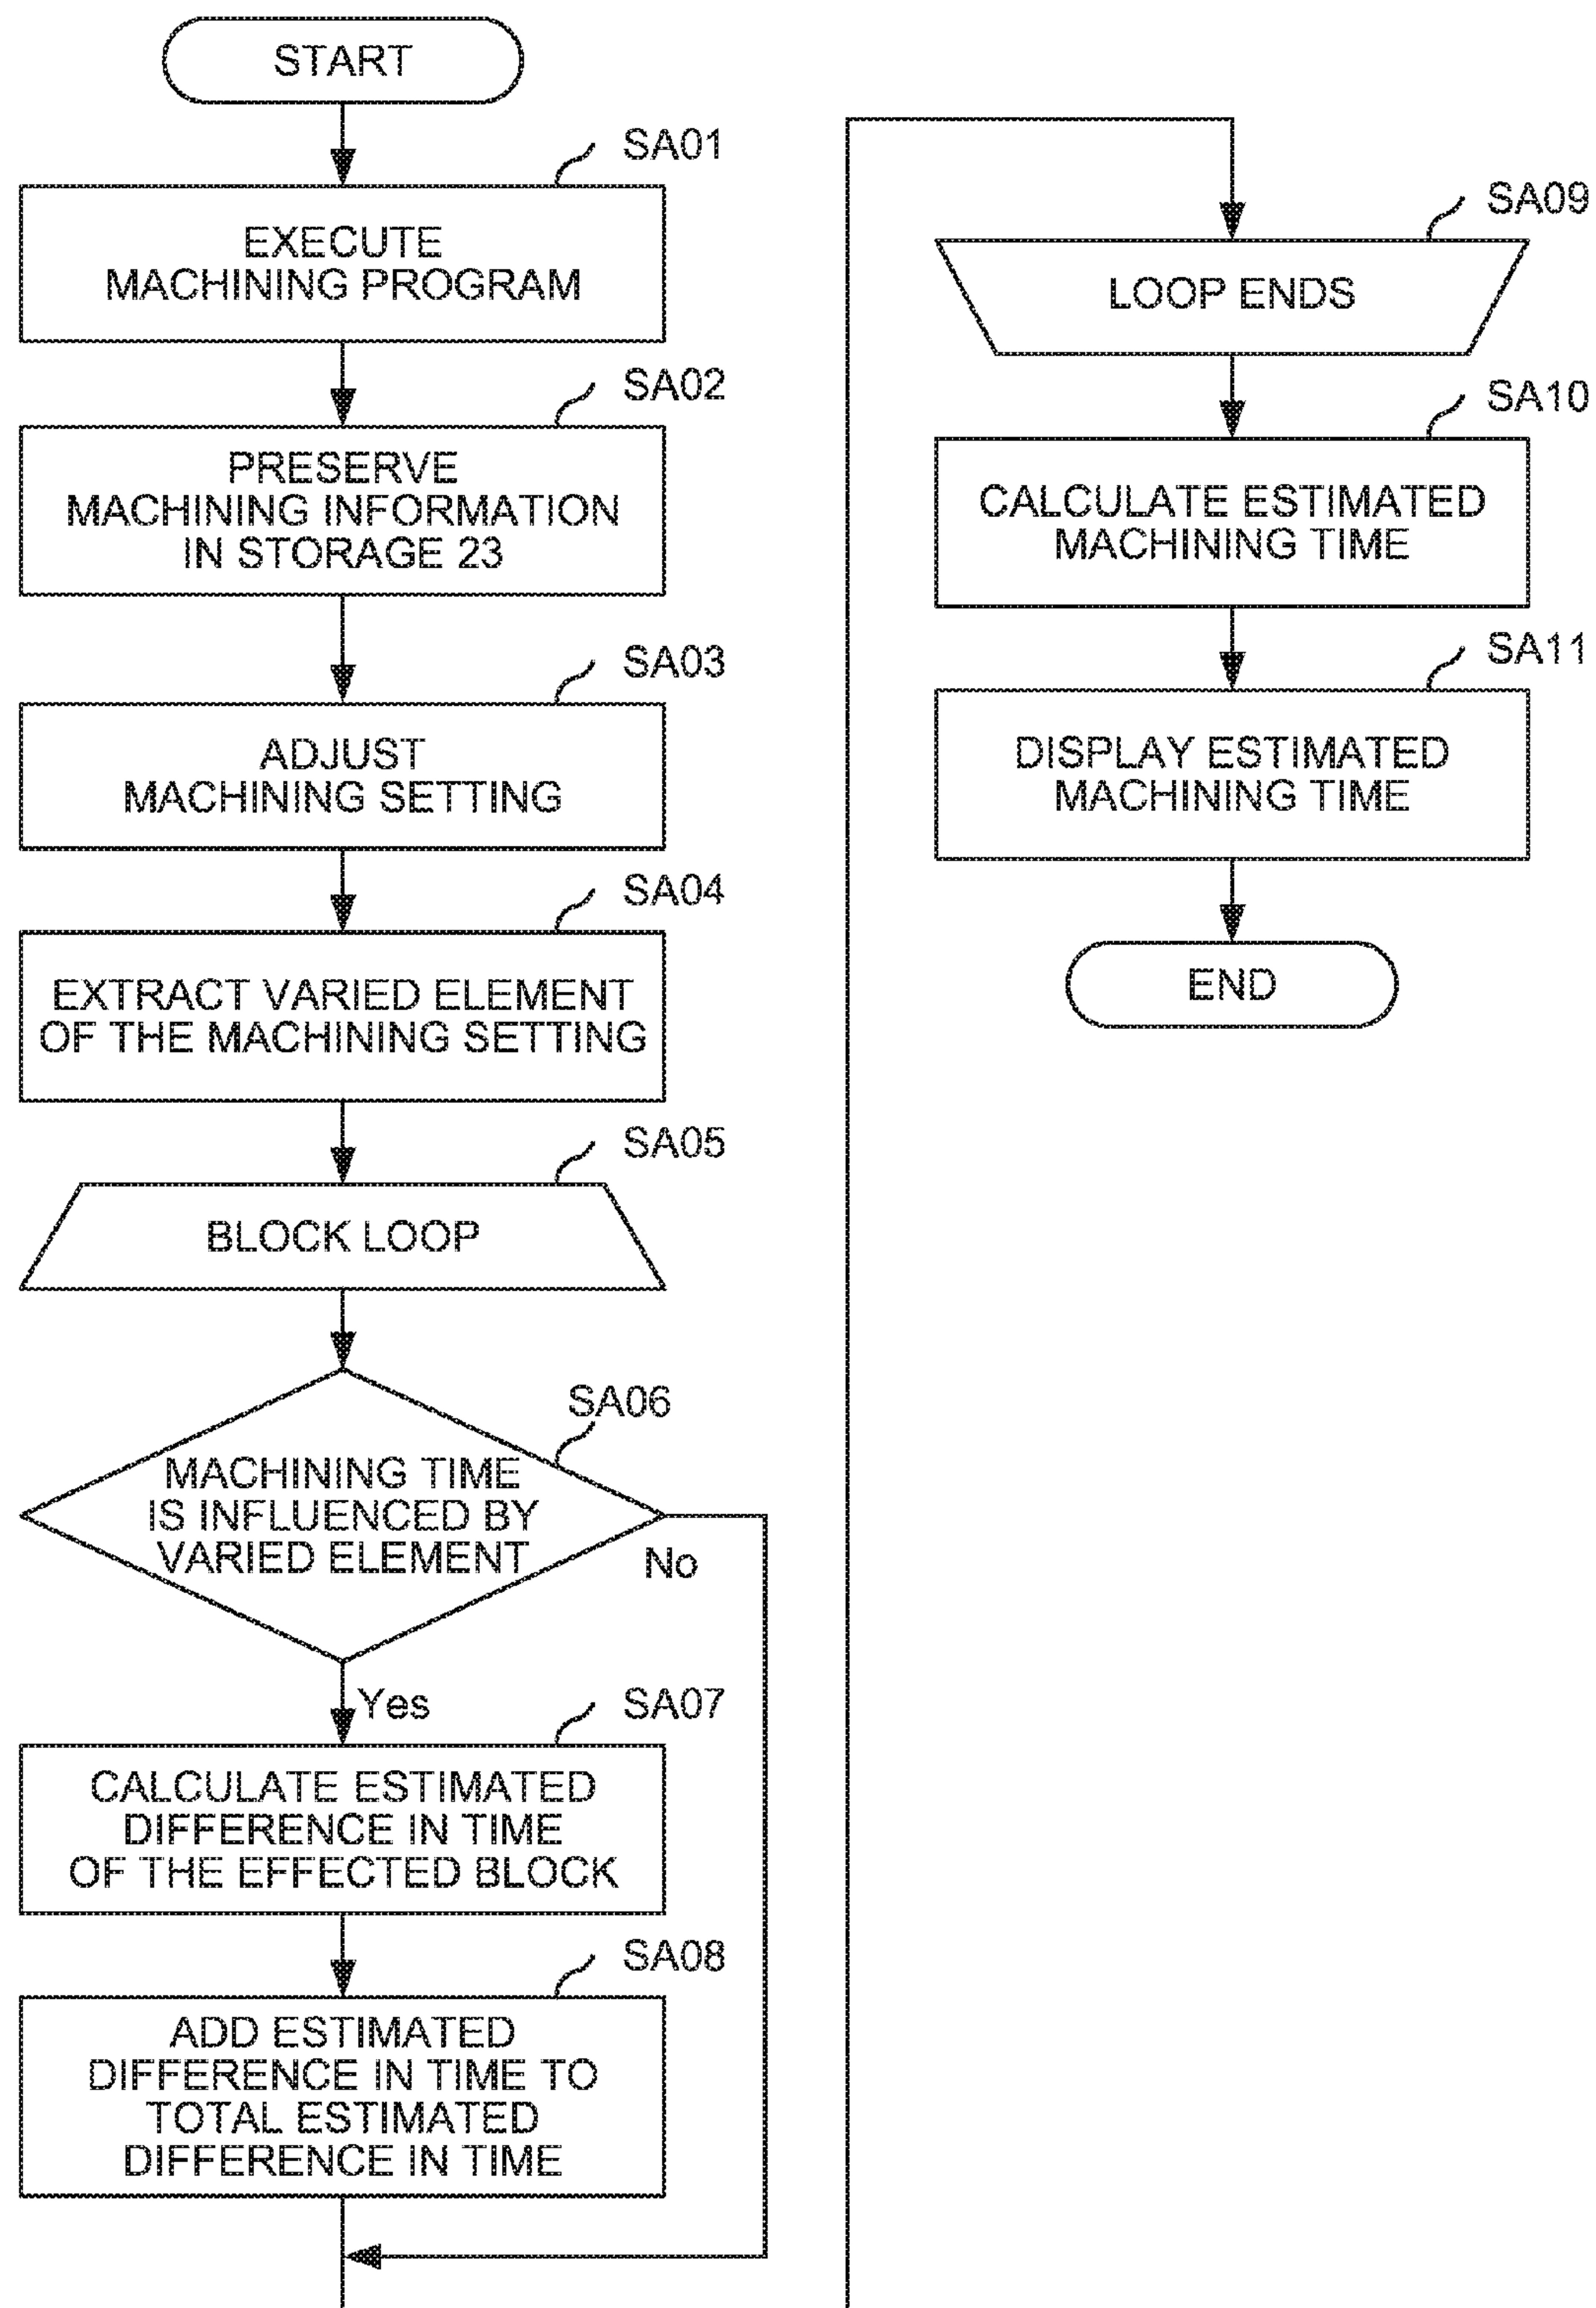 START
SA01
EXECUTE
MACHINING PROGRAM
SA02
PRESERVE
MACHINING INFORMATION
IN STORAGE 23
SA03
ADJUST
MACHINING SETTING
SA04
EXTRACT VARIED ELEMENT
OF THE MACHINING SETTING
SA05
BLOCK LOOP
SA06
MACHINING TIME
IS INFLUENCED BY
VARIED ELEMENT
No
Yes
SA07
CALCULATE ESTIMATED
DIFFERENCE IN TIME
OF THE EFFECTED BLOCK
SA08
ADD ESTIMATED
DIFFERENCE IN TIME TO
TOTAL ESTIMATED
DIFFERENCE IN TIME
SA09
LOOP ENDS
SA10
CALCULATE ESTIMATED
MACHINING TIME
SA11
DISPLAY ESTIMATED
MACHINING TIME
END